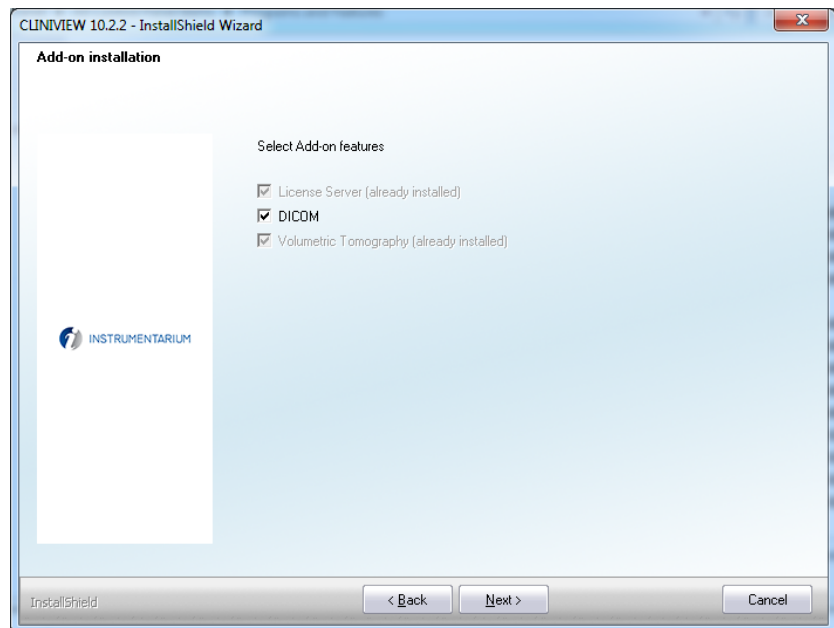 CLINIVIEW 10.2.2 - InstallShield Wizard
Add-on installation
Select Add-on features
License Server (already installed)
DICOM
Volumetric Tomography (already installed)
INSTRUMENTARIUM
InstallShield
< Back
Next >
Cancel